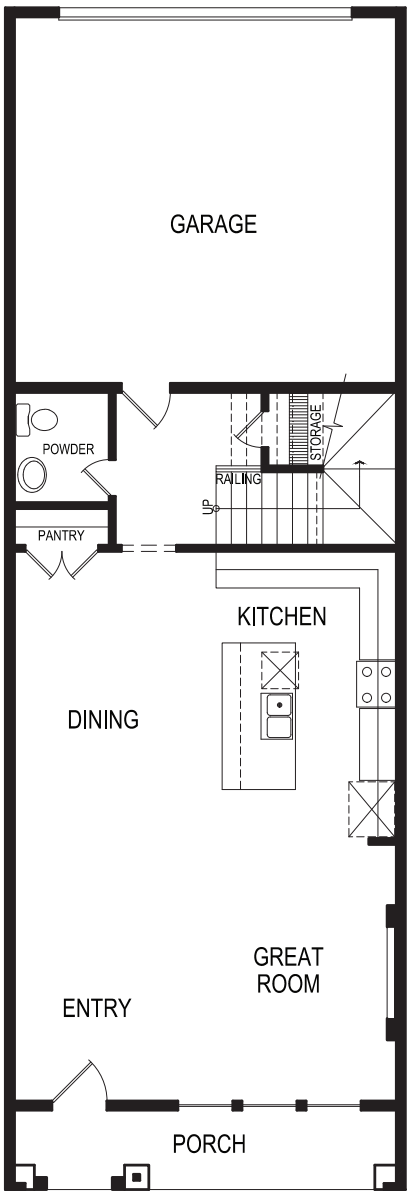 GARAGE
POWDER
STORAGE
RAILING
UP
PANTRY
KITCHEN
DINING
GREAT
ROOM
ENTRY
PORCH